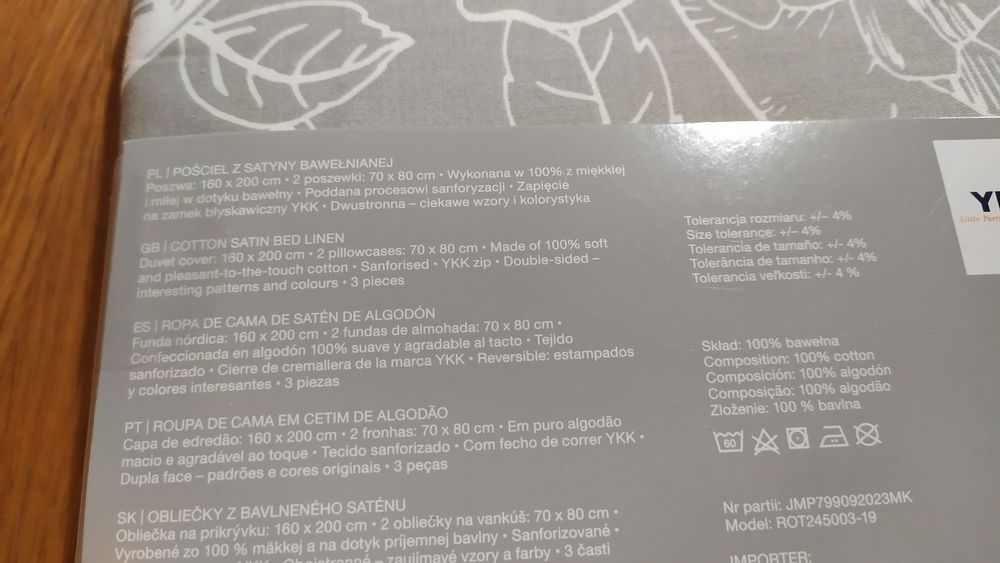 PL | POŚCIEL Z SATYNY BAWEŁNIANEJ
Poszwa: 160 x 200 cm • 2 poszewki: 70 x 80 cm • Wykonana w 100% z miękkiej
i miłej w dotyku bawełny • Poddana procesowi sanforyzacji • Zapięcie
na zamek błyskawiczny YKK • Dwustronna – ciekawe wzory i kolorystyka
GB | COTTON SATIN BED LINEN
Duvet cover: 160 x 200 cm • 2 pillowcases: 70 x 80 cm • Made of 100% soft
and pleasant-to-the-touch cotton • Sanforised • YKK zip • Double-sided –
interesting patterns and colours • 3 pieces
ES | ROPA DE CAMA DE SATÉN DE ALGODÓN
Funda nórdica: 160 x 200 cm • 2 fundas de almohada: 70 x 80 cm •
Confeccionada en algodón 100% suave y agradable al tacto • Tejido
sanforizado • Cierre de cremallera de la marca YKK • Reversible: estampados
y colores interesantes • 3 piezas
PT | ROUPA DE CAMA EM CETIM DE ALGODÃO
Capa de edredão: 160 x 200 cm • 2 fronhas: 70 x 80 cm • Em puro algodão
macio e agradável ao toque • Tecido sanforizado • Com fecho de correr YKK •
Dupla face – padrões e cores originais • 3 peças
SK | OBLIEČKY Z BAVLNENÉHO SATÉNU
Obliečka na prikrývku: 160 x 200 cm • 2 obliečky na vankúš: 70 x 80 cm •
Vyrobené zo 100 % mäkkej a na dotyk príjemnej bavlny • Sanforizované •
YKK • Obojstranné – zaujímavé vzory a farby • 3 časti
Tolerancja rozmiaru: +/– 4%
Size tolerance: +/– 4%
Tolerancia de tamaño: +/– 4%
Tolerância de tamanho: +/– 4%
Tolerancia veľkosti: +/- 4 %
Skład: 100% bawełna
Composition: 100% cotton
Composición: 100% algodón
Composição: 100% algodão
Zloženie: 100 % bavlna
60
Nr partii: JMP799092023MK
Model: ROT245003-19
IMPORTER:
Little